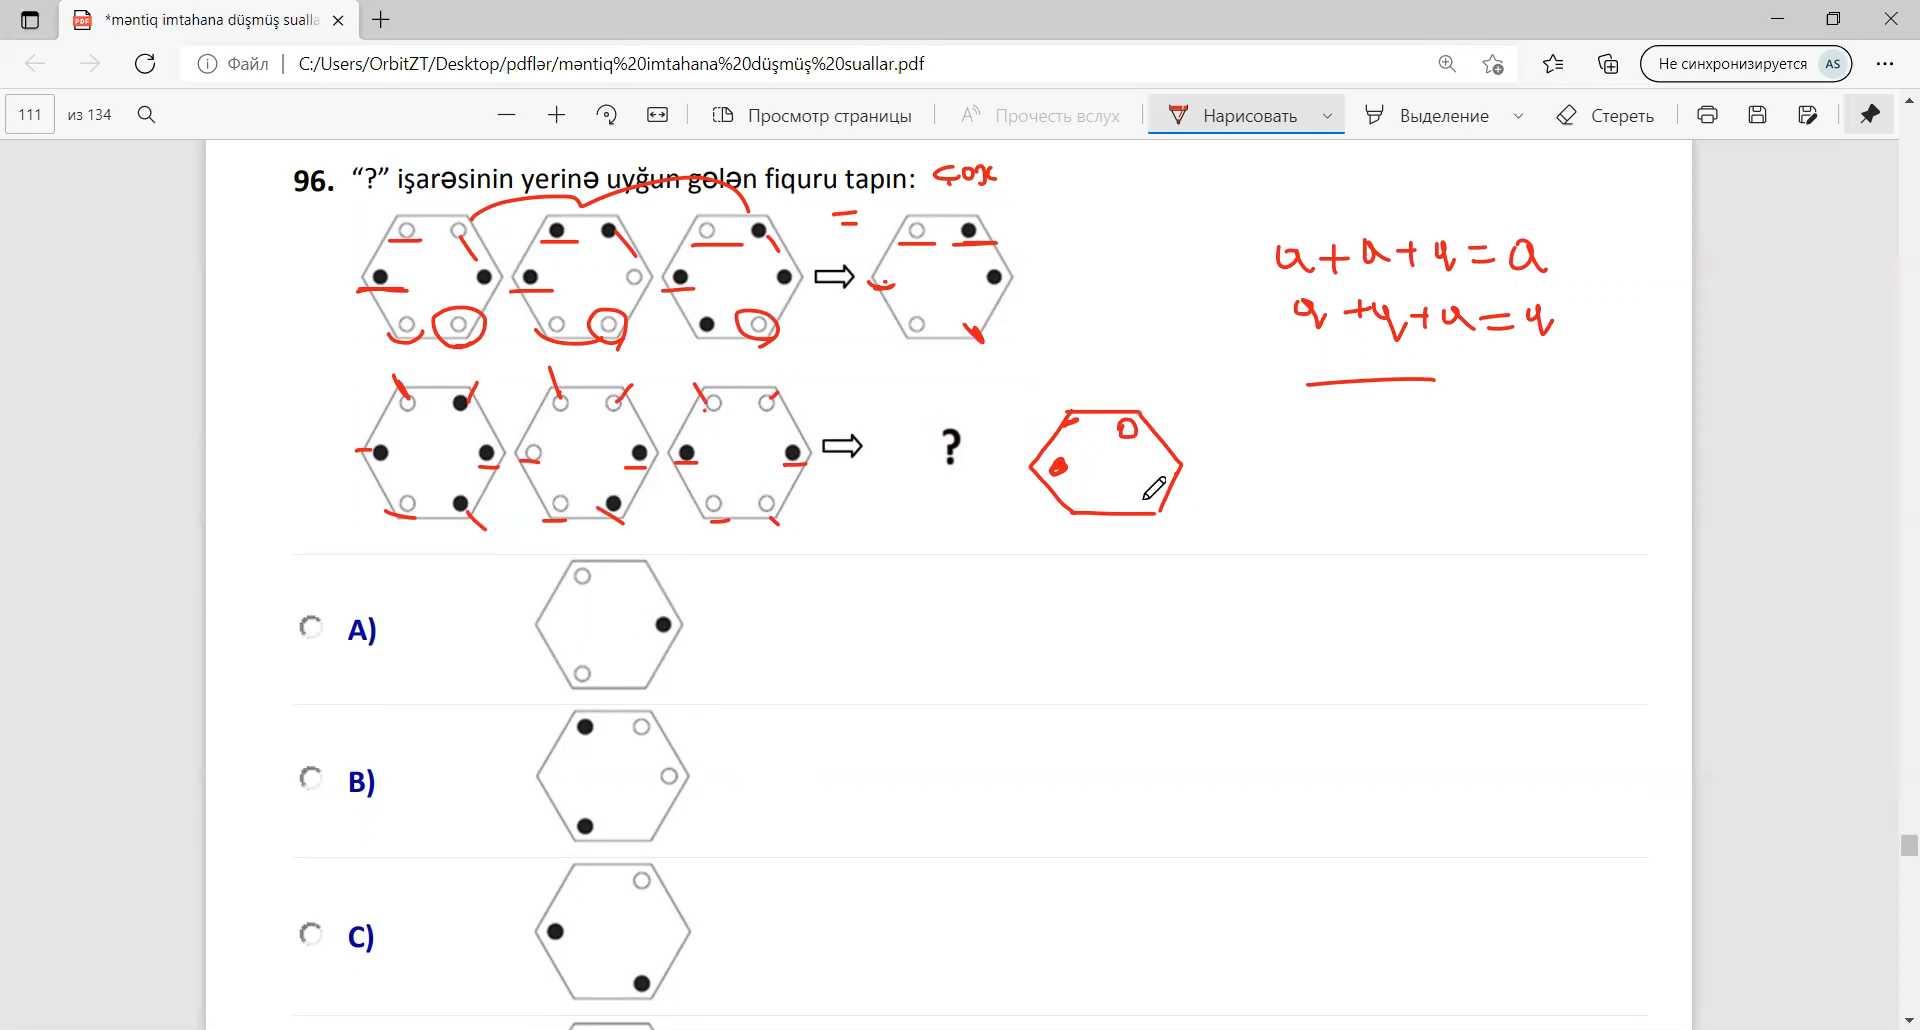 *məntiq imtahana düşmüş sualla
Файл
C:/Users/OrbitZT/Desktop/pdflər/məntiq%20imtahana%20düşmüş%20suallar.pdf
Не синхронизируется AS
111 из 134
Просмотр страницы
Прочесть вслух
Нарисовать
Выделение
Стереть
96. “?” işarəsinin yerinə uyğun gələn fiquru tapın: çox
=
a + a + q = a
q + q + a = q
?
A)
B)
C)